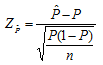 Z_P̂ = (P̂ − P) / √(P(1−P) / n)